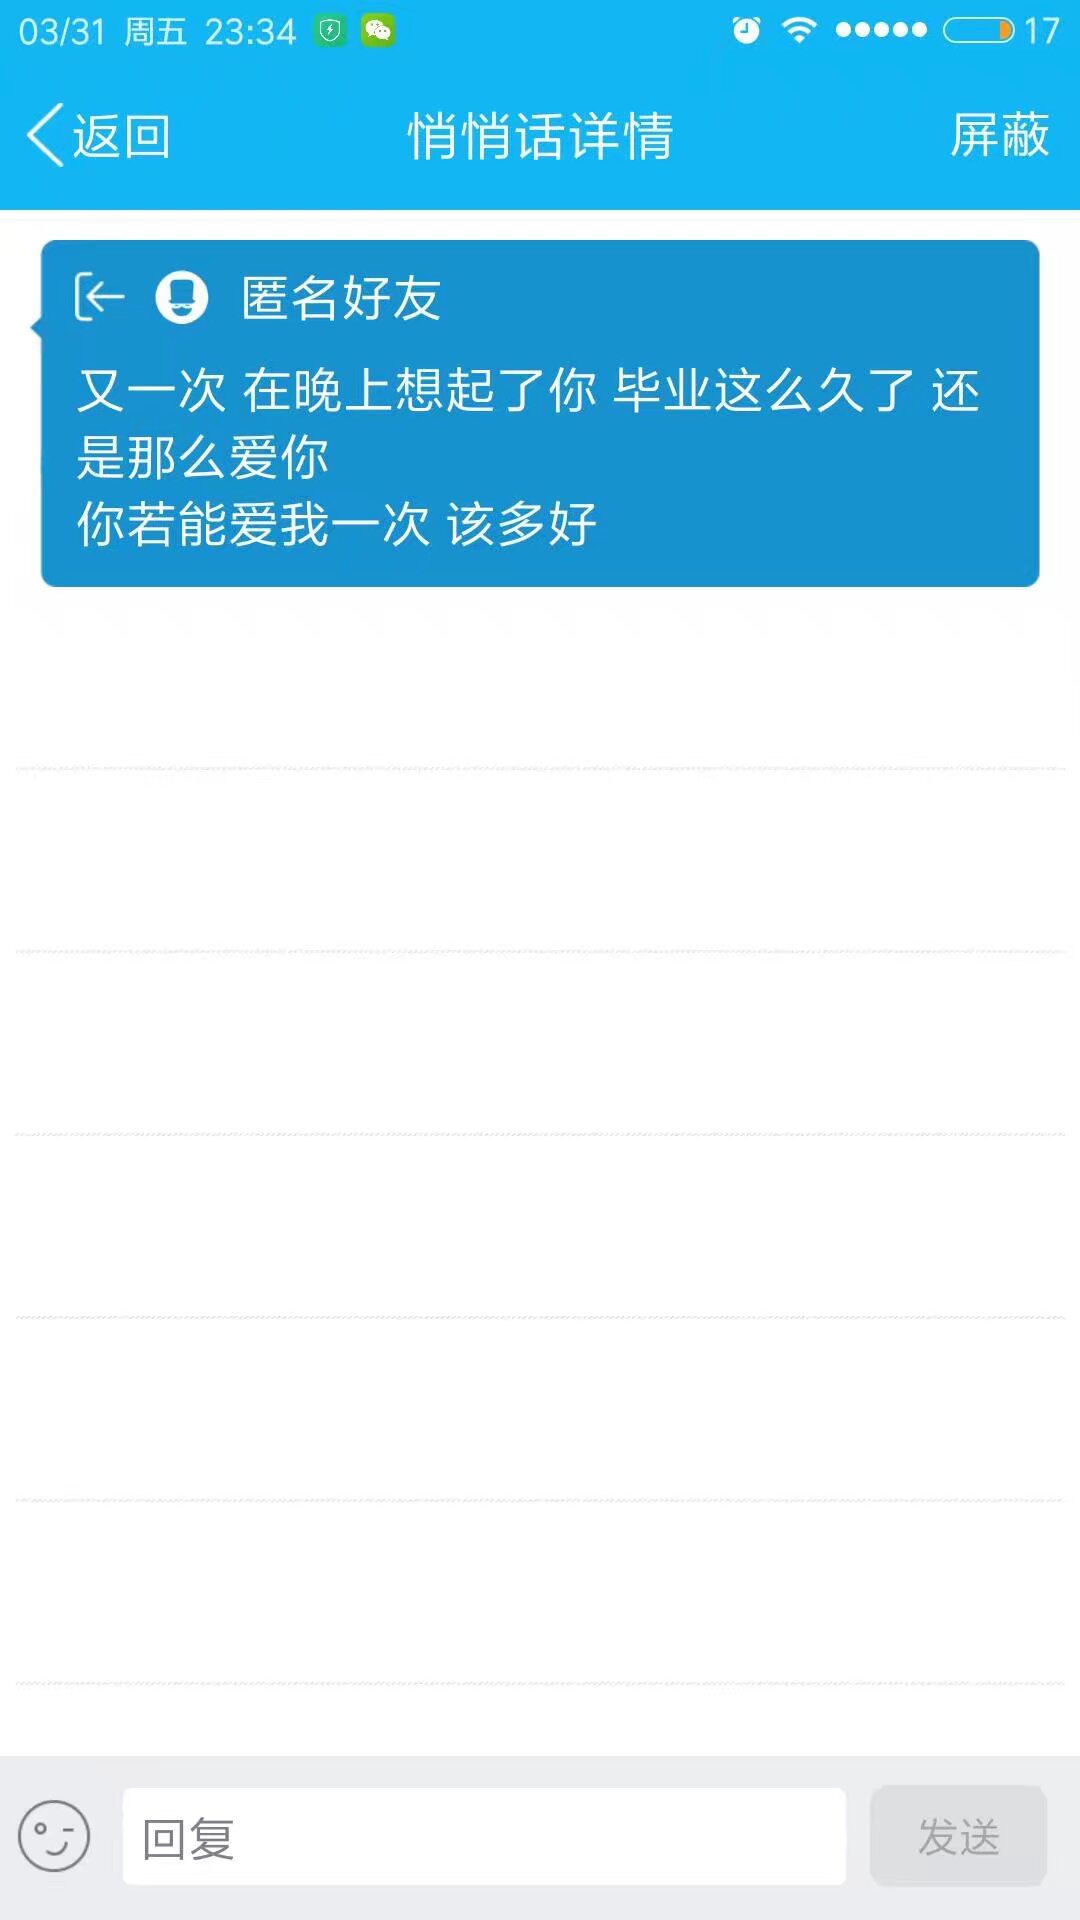 03/31 周五 23:34 17
返回 悄悄话详情 屏蔽
匿名好友
又一次 在晚上想起了你 毕业这么久了 还
是那么爱你
你若能爱我一次 该多好
回复 发送